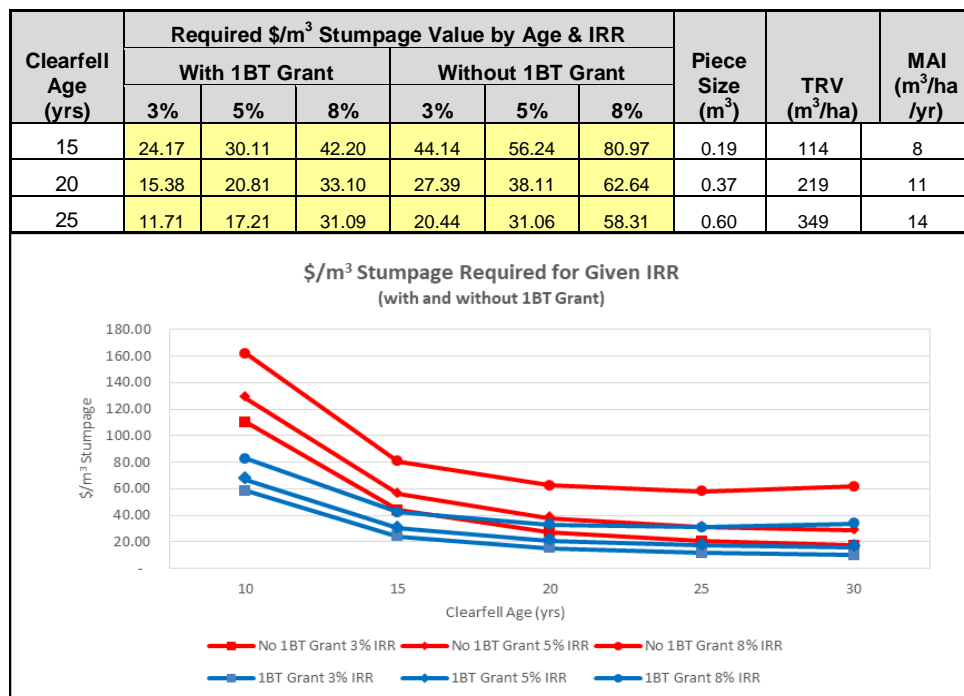 Required $/m³ Stumpage Value by Age & IRR
Clearfell Age (yrs)
With 1BT Grant Without 1BT Grant
Piece Size (m³)
TRV (m³/ha)
MAI (m³/ha /yr)
3% 5% 8% 3% 5% 8%
15 24.17 30.11 42.20 44.14 56.24 80.97 0.19 114 8
20 15.38 20.81 33.10 27.39 38.11 62.64 0.37 219 11
25 11.71 17.21 31.09 20.44 31.06 58.31 0.60 349 14
$/m³ Stumpage Required for Given IRR
(with and without 1BT Grant)
180.00
160.00
140.00
120.00
100.00
80.00
60.00
40.00
20.00
-
$/m³ Stumpage
10 15 20 25 30
Clearfell Age (yrs)
No 1BT Grant 3% IRR No 1BT Grant 5% IRR No 1BT Grant 8% IRR
1BT Grant 3% IRR 1BT Grant 5% IRR 1BT Grant 8% IRR